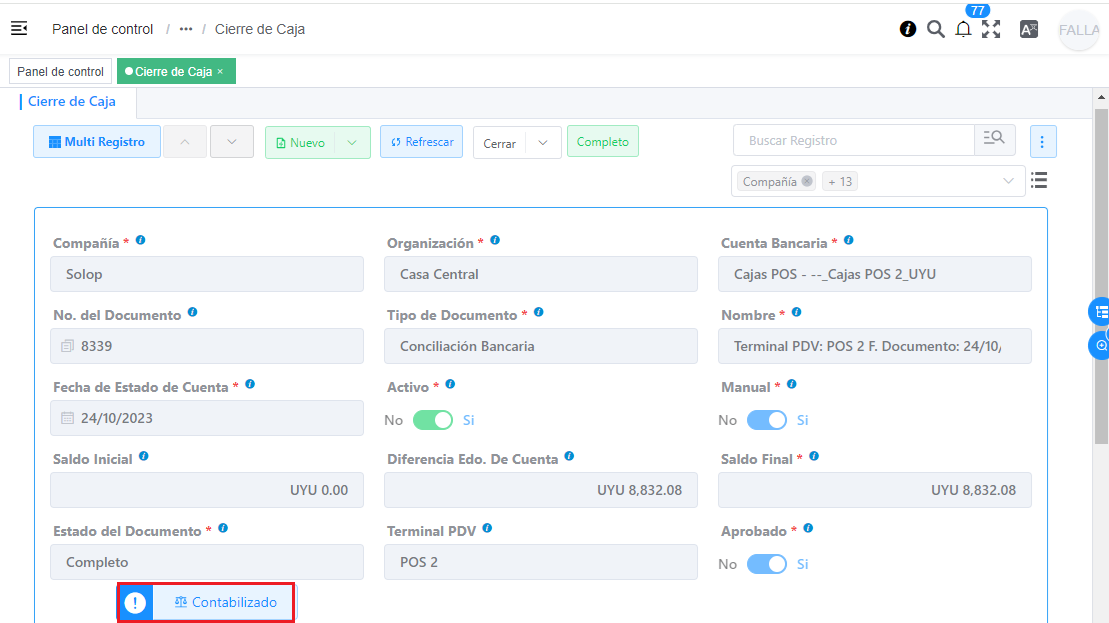 77
Panel de control / ••• / Cierre de Caja
FALLA
Panel de control
Cierre de Caja ×
Cierre de Caja
Multi Registro
Nuevo
Refrescar
Cerrar
Completo
Buscar Registro
Compañía
+ 13
Compañía *
Organización *
Cuenta Bancaria *
Solop
Casa Central
Cajas POS - --_Cajas POS 2_UYU
No. del Documento
Tipo de Documento *
Nombre *
8339
Conciliación Bancaria
Terminal PDV: POS 2 F. Documento: 24/10/
Fecha de Estado de Cuenta *
Activo *
Manual *
24/10/2023
No Si
No Si
Saldo Inicial
Diferencia Edo. De Cuenta
Saldo Final *
UYU 0.00
UYU 8,832.08
UYU 8,832.08
Estado del Documento *
Terminal PDV
Aprobado *
Completo
POS 2
No Si
! Contabilizado